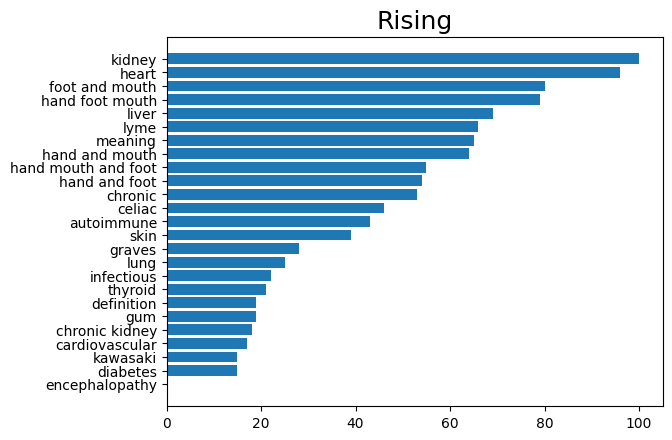 Rising
kidney
heart
foot and mouth
hand foot mouth
liver
lyme
meaning
hand and mouth
hand mouth and foot
hand and foot
chronic
celiac
autoimmune
skin
graves
lung
infectious
thyroid
definition
gum
chronic kidney
cardiovascular
kawasaki
diabetes
encephalopathy
0 20 40 60 80 100